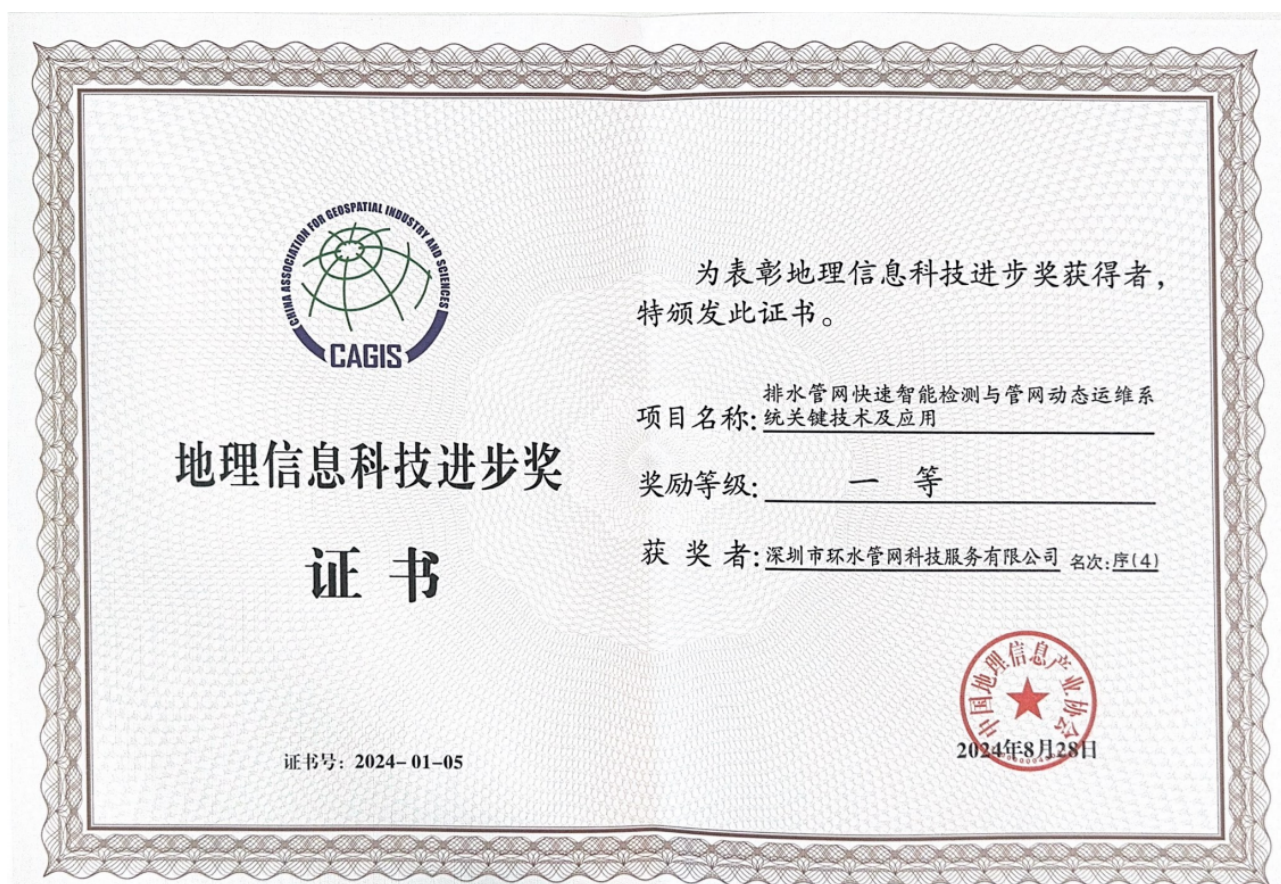 CHINA ASSOCIATION FOR GEOSPATIAL INDUSTRY AND SCIENCES
CAGIS
地理信息科技进步奖
证书
证书号：2024-01-05
为表彰地理信息科技进步奖获得者，
特颁发此证书。
项目名称:排水管网快速智能检测与管网动态运维系
统关键技术及应用
奖励等级: 一 等
获 奖 者:深圳市环水管网科技服务有限公司 名次:序(4)
中国地理信息产业协会
2024年8月28日